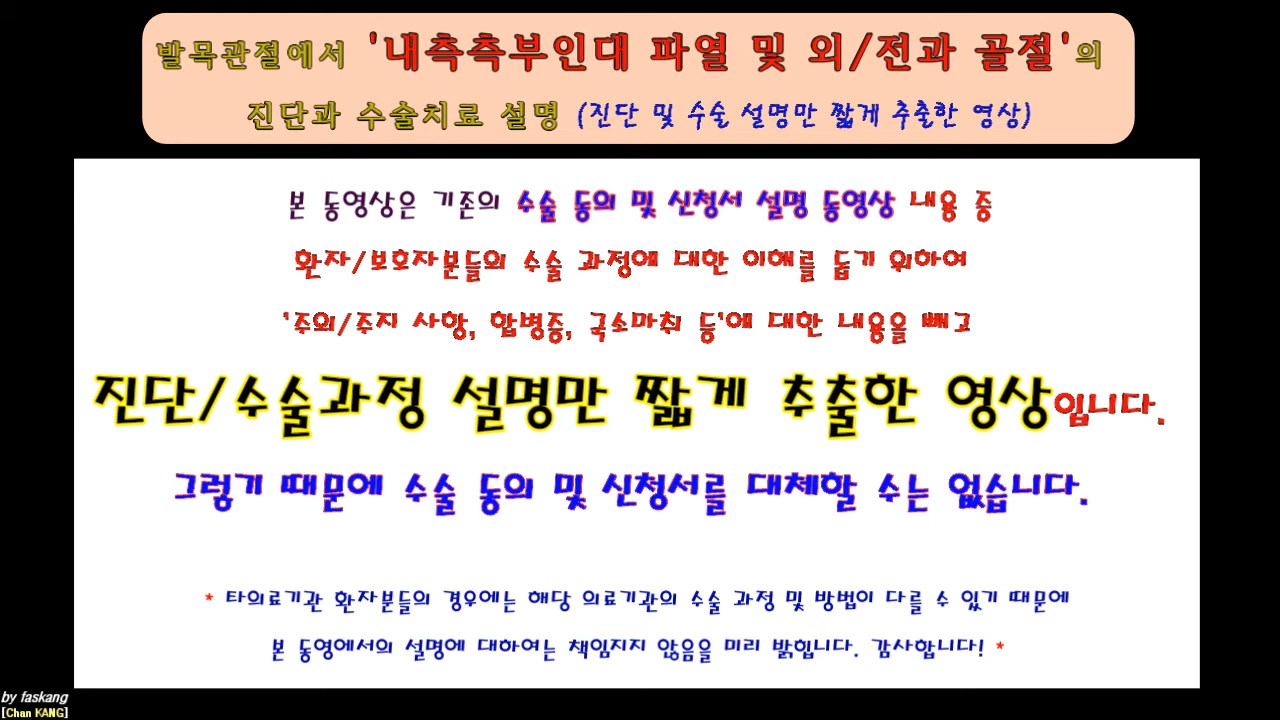 발목관절에서 '내측측부인대 파열 및 외/전과 골절'의
진단과 수술치료 설명 (진단 및 수술 설명만 짧게 추출한 영상)
본 동영상은 기존의 수술 동의 및 신청서 설명 동영상 내용 중
환자/보호자분들의 수술 과정에 대한 이해를 돕기 위하여
'주의/주지 사항, 합병증, 국소마취 등'에 대한 내용을 빼고
진단/수술과정 설명만 짧게 추출한 영상입니다.
그렇기 때문에 수술 동의 및 신청서를 대체할 수는 없습니다.
* 타의료기관 환자분들의 경우에는 해당 의료기관의 수술 과정 및 방법이 다를 수 있기 때문에
본 동영에서의 설명에 대하여는 책임지지 않음을 미리 밝힙니다. 감사합니다! *
by faskang
[Chan KANG]